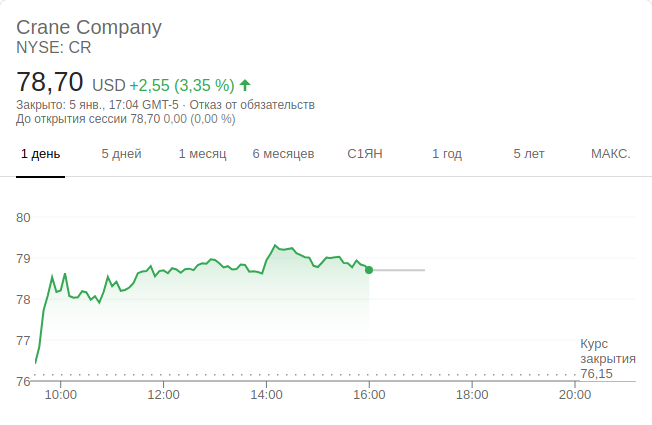 Crane Company
NYSE: CR
78,70 USD +2,55 (3,35 %)
Закрыто: 5 янв., 17:04 GMT-5 · Отказ от обязательств
До открытия сессии 78,70 0,00 (0,00 %)
1 день 5 дней 1 месяц 6 месяцев С1ЯН 1 год 5 лет МАКС.
80
79
78
77
Курс
закрытия
76,15
76
10:00 12:00 14:00 16:00 18:00 20:00